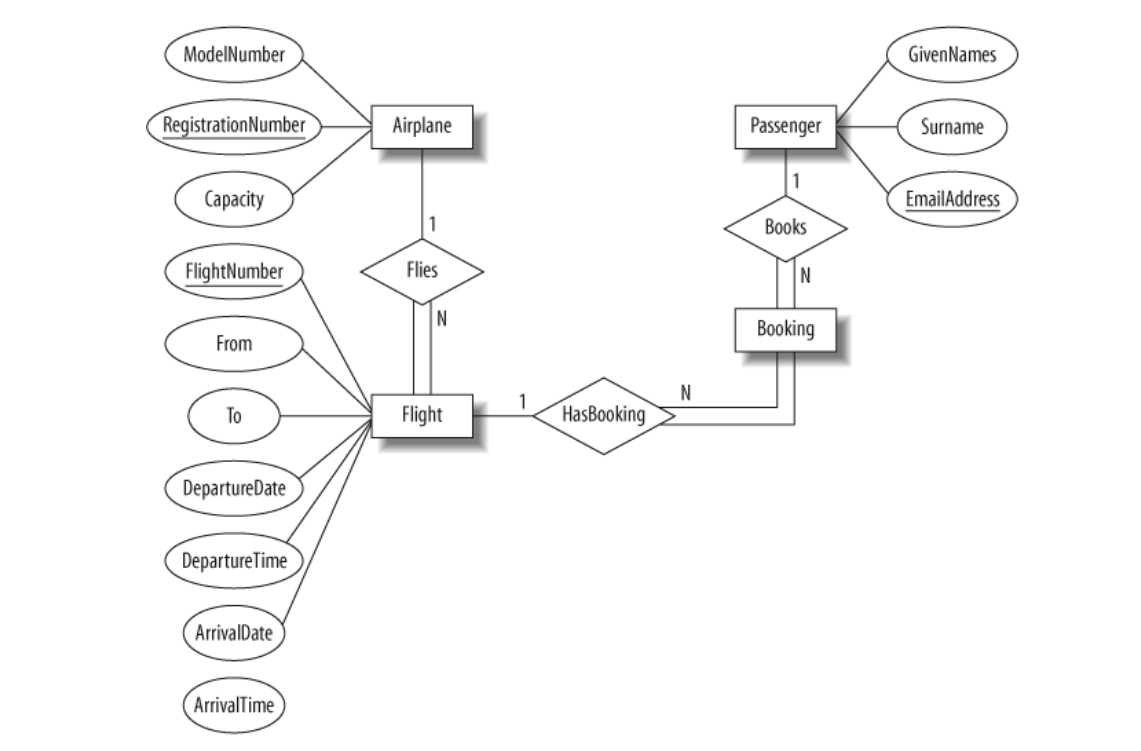 ModelNumber
GivenNames
RegistrationNumber
Airplane
Passenger
Surname
Capacity
1
EmailAddress
1
Books
FlightNumber
Flies
N
N
From
Booking
To
Flight
1
HasBooking
N
DepartureDate
DepartureTime
ArrivalDate
ArrivalTime